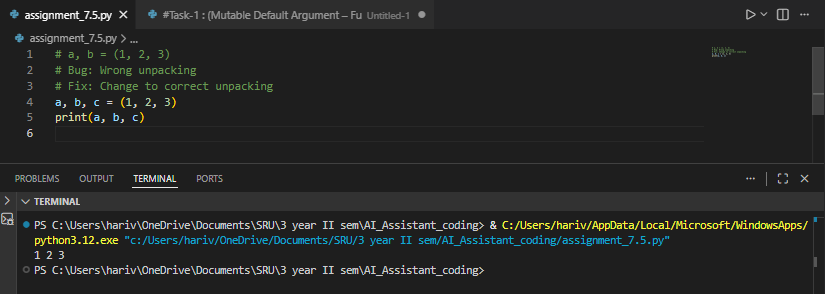 assignment_7.5.py
#Task-1 : (Mutable Default Argument – Fu Untitled-1
assignment_7.5.py > ...
1 # a, b = (1, 2, 3)
2 # Bug: Wrong unpacking
3 # Fix: Change to correct unpacking
4 a, b, c = (1, 2, 3)
5 print(a, b, c)
6
PROBLEMS OUTPUT TERMINAL PORTS
TERMINAL
PS C:\Users\hariv\OneDrive\Documents\SRU\3 year II sem\AI_Assistant_coding> & C:/Users/hariv/AppData/Local/Microsoft/WindowsApps/
python3.12.exe "c:/Users/hariv/OneDrive/Documents/SRU/3 year II sem/AI_Assistant_coding/assignment_7.5.py"
1 2 3
PS C:\Users\hariv\OneDrive\Documents\SRU\3 year II sem\AI_Assistant_coding>